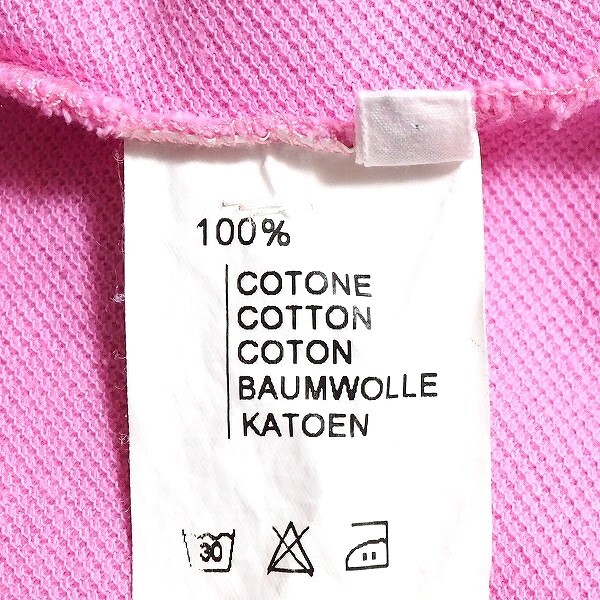 100%
COTONE
COTTON
COTON
BAUMWOLLE
KATOEN
30